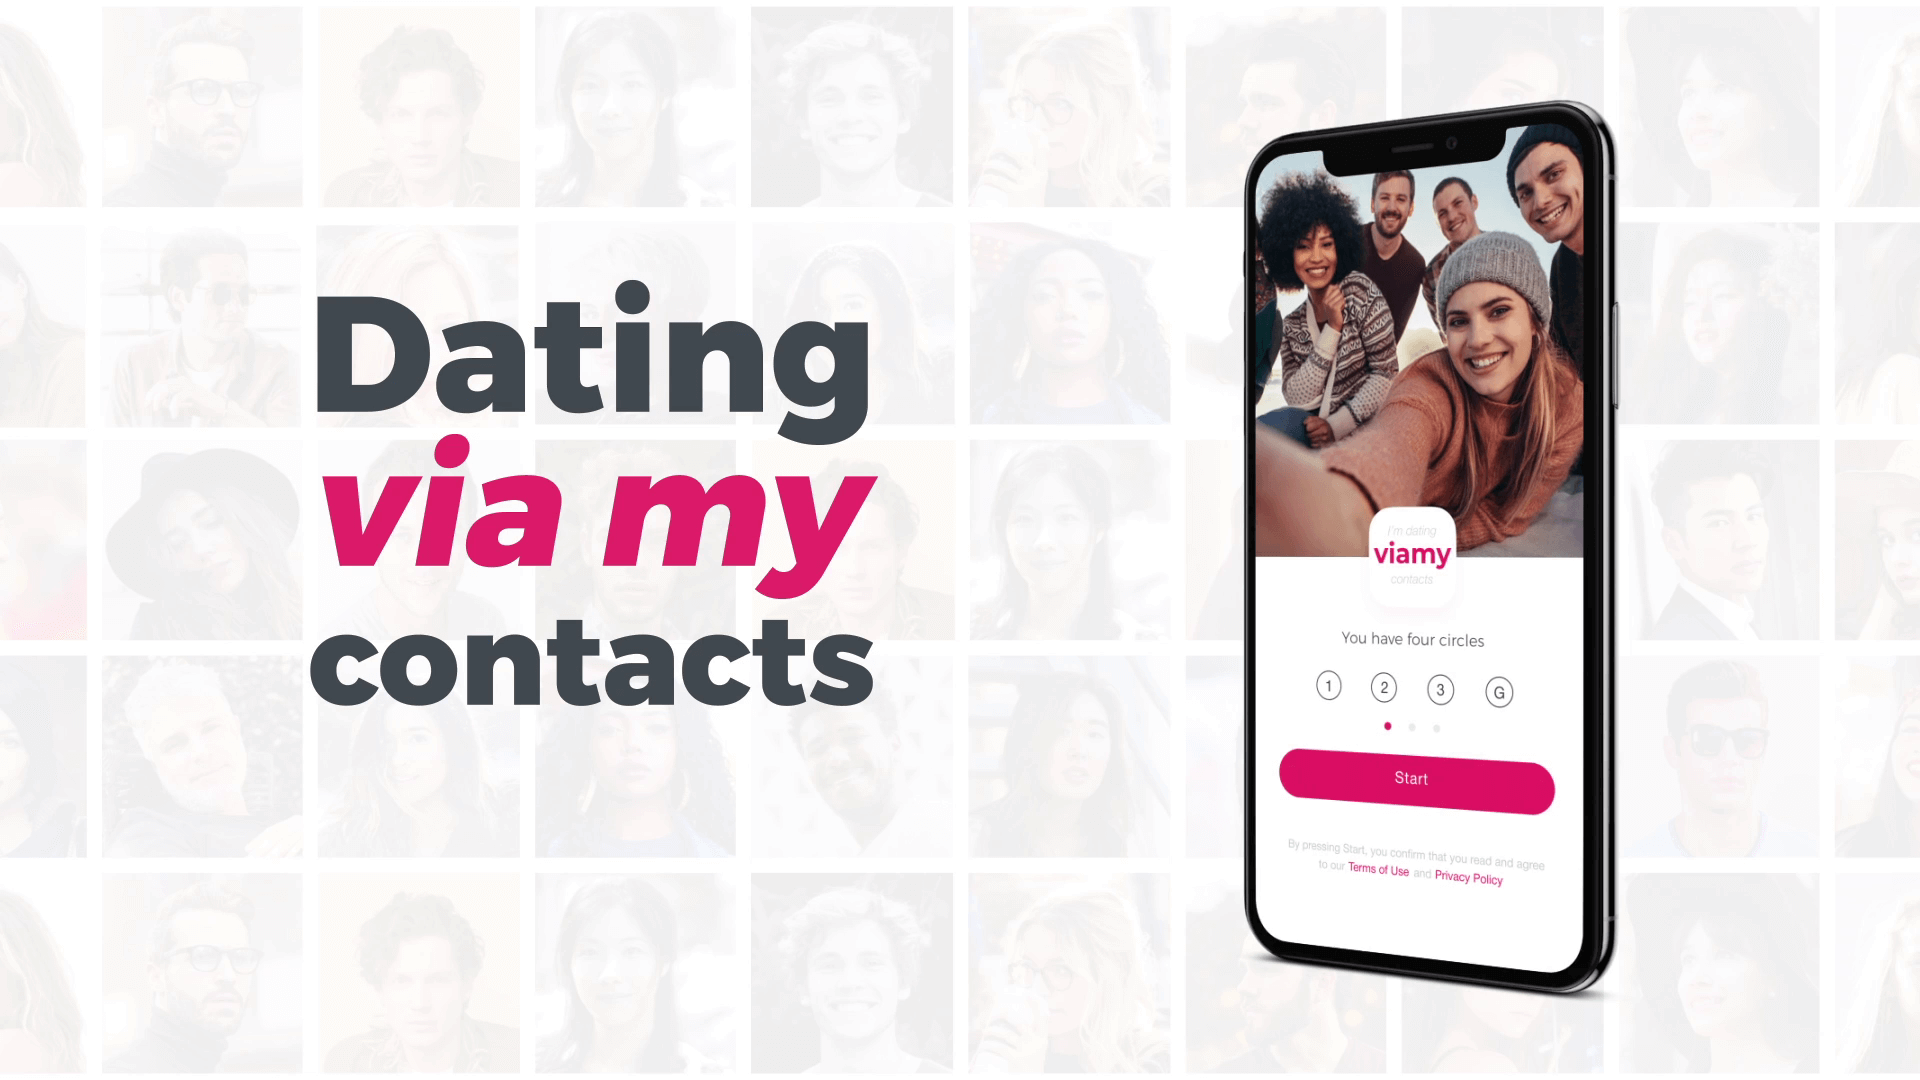 Dating
via my
contacts
I'm dating
viamy
contacts
You have four circles
1 2 3 G
Start
By pressing Start, you confirm that you read and agree
to our Terms of Use and Privacy Policy